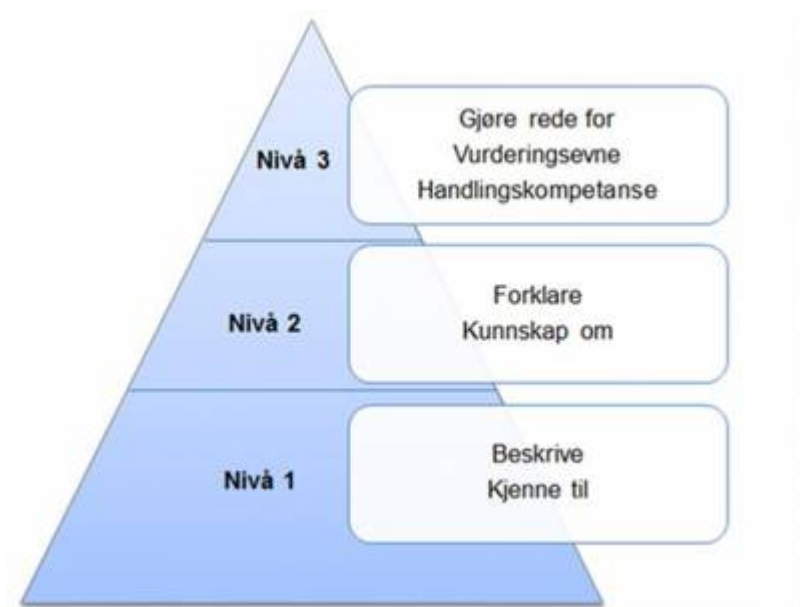 Nivå 3
Gjøre rede for
Vurderingsevne
Handlingskompetanse
Nivå 2
Forklare
Kunnskap om
Nivå 1
Beskrive
Kjenne til